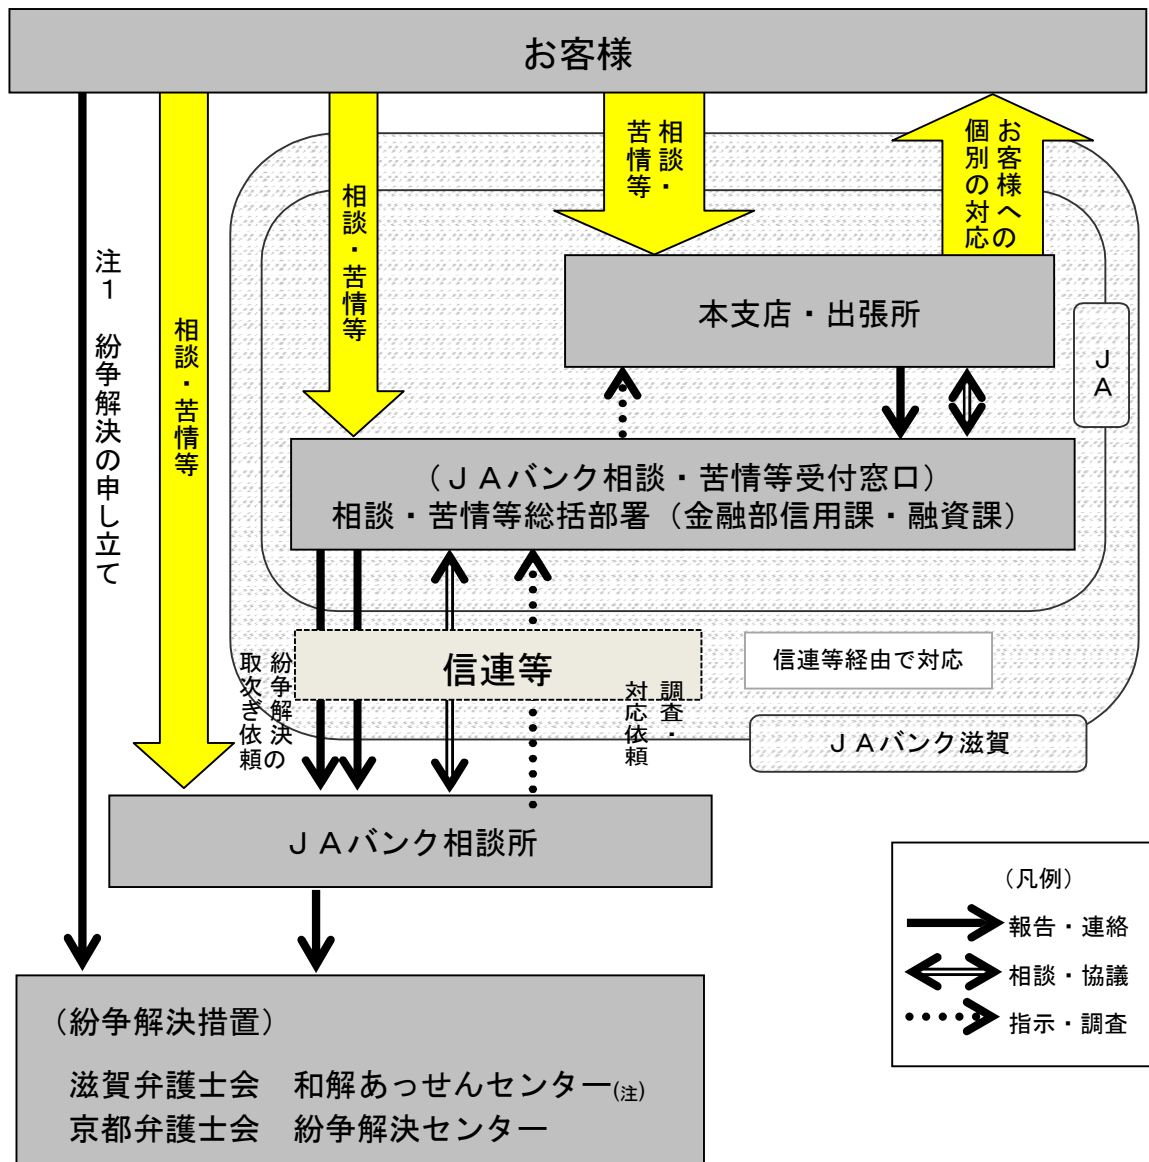 お客様
注１　紛争解決の申し立て
相談・苦情等
相談・苦情等
相談・
苦情等
お客様への
個別の対応
本支店・出張所
ＪＡ
（ＪＡバンク相談・苦情等受付窓口）
相談・苦情等総括部署（金融部信用課・融資課）
信連等
信連等経由で対応
紛争解決の
取次ぎ依頼
調査・
対応依頼
ＪＡバンク滋賀
ＪＡバンク相談所
（凡例）
報告・連絡
相談・協議
指示・調査
（紛争解決措置）
滋賀弁護士会　和解あっせんセンター(注)
京都弁護士会　紛争解決センター